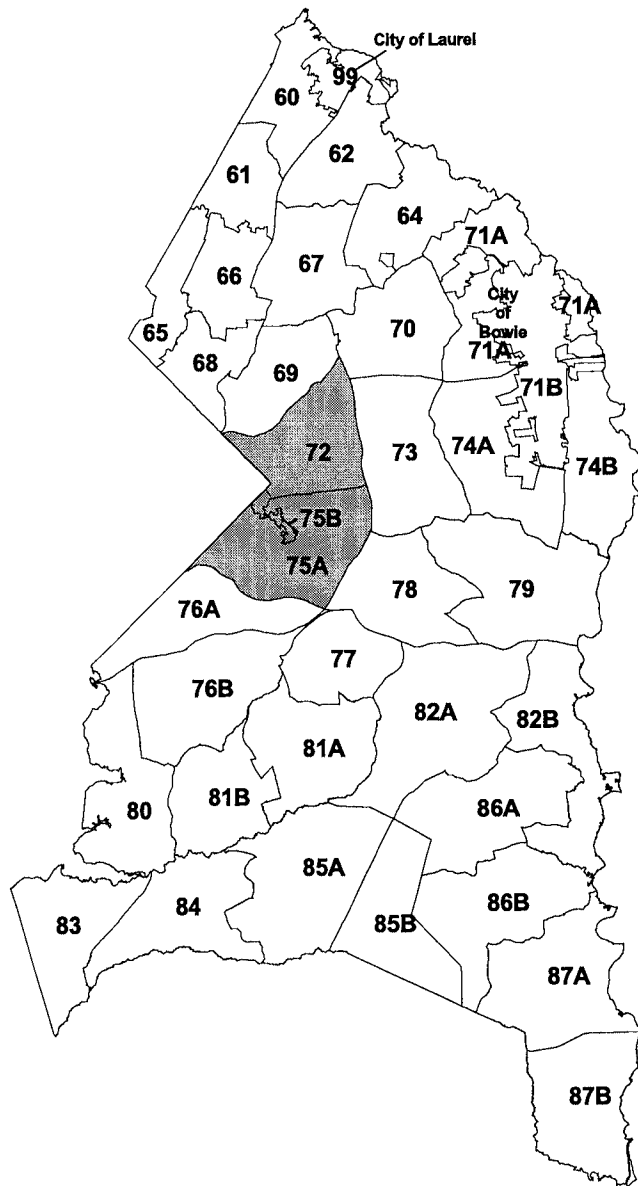 City of Laurel
99
60
62
61
64
71A
66
67
City
of
Bowie
71A
65
70
71A
68
69
71B
72
73
74A
74B
75B
75A
76A
78
79
77
76B
82A
82B
81A
81B
80
86A
85A
84
86B
83
85B
87A
87B